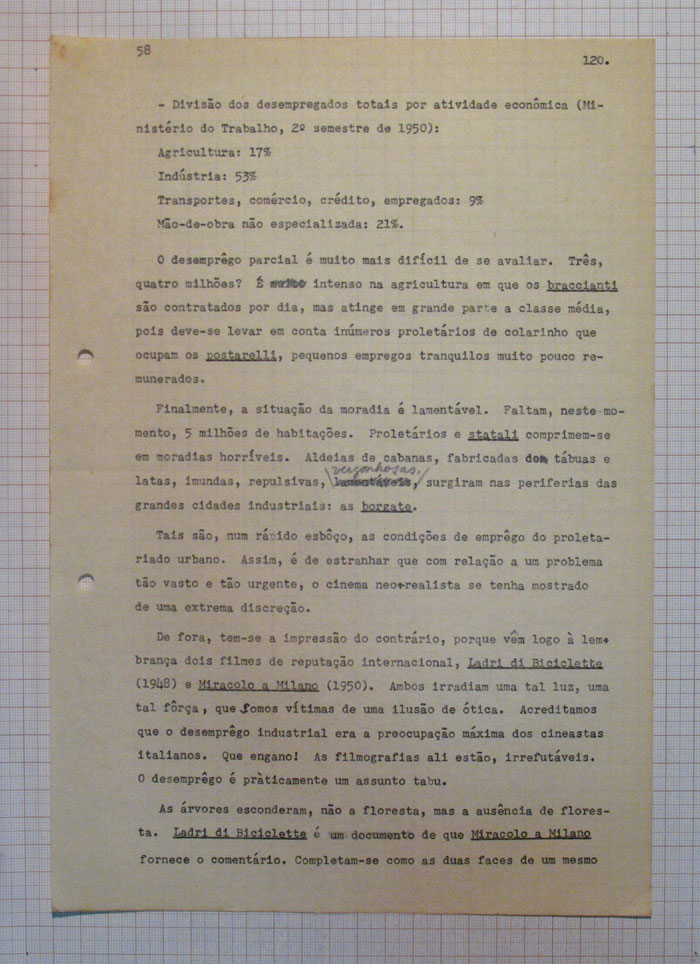 58
120.
- Divisão dos desempregados totais por atividade econômica (Mi-
nistério do Trabalho, 2º semestre de 1950):
Agricultura: 17%
Indústria: 53%
Transportes, comércio, crédito, empregados: 9%
Mão-de-obra não especializada: 21%.
O desemprêgo parcial é muito mais difícil de se avaliar. Três,
quatro milhões? É muito intenso na agricultura em que os braccianti
são contratados por dia, mas atinge em grande parte a classe média,
pois deve-se levar em conta inúmeros proletários de colarinho que
ocupam os postarelli, pequenos empregos tranquilos muito pouco re-
munerados.
Finalmente, a situação da moradia é lamentável. Faltam, neste mo-
mento, 5 milhões de habitações. Proletários e statali comprimem-se
em moradias horríveis. Aldeias de cabanas, fabricadas de tábuas e
vergonhosas,
latas, imundas, repulsivas, lamentáveis, surgiram nas periferias das
grandes cidades industriais: as borgate.
Tais são, num rápido esbôço, as condições de emprêgo do proleta-
riado urbano. Assim, é de estranhar que com relação a um problema
tão vasto e tão urgente, o cinema neo-realista se tenha mostrado
de uma extrema discreção.
De fora, tem-se a impressão do contrário, porque vêm logo à lem-
brança dois filmes de reputação internacional, Ladri di Biciclette
(1948) e Miracolo a Milano (1950). Ambos irradiam uma tal luz, uma
tal fôrça, que somos vítimas de uma ilusão de ótica. Acreditamos
que o desemprêgo industrial era a preocupação máxima dos cineastas
italianos. Que engano! As filmografias ali estão, irrefutáveis.
O desemprêgo é pràticamente um assunto tabu.
As árvores esconderam, não a floresta, mas a ausência de flores-
ta. Ladri di Biciclette é um documento de que Miracolo a Milano
fornece o comentário. Completam-se como as duas faces de um mesmo